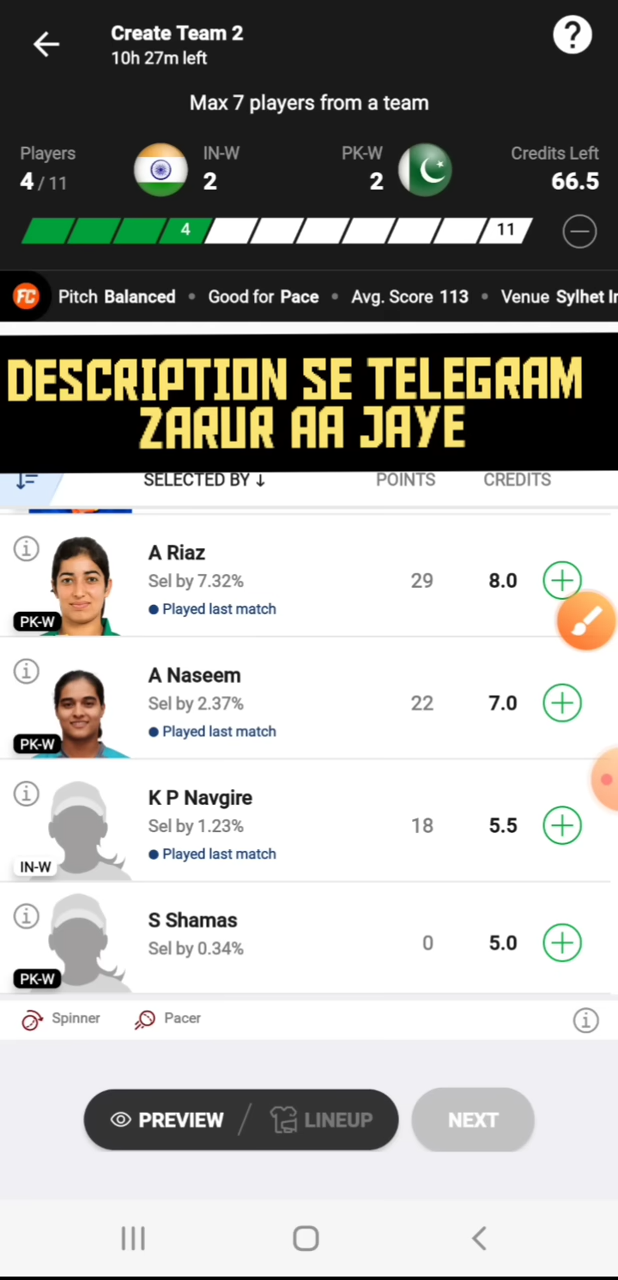 Create Team 2
10h 27m left
?
Max 7 players from a team
Players
4 / 11
IN-W
2
PK-W
2
Credits Left
66.5
4
11
FC Pitch Balanced • Good for Pace • Avg. Score 113 • Venue Sylhet In
DESCRIPTION SE TELEGRAM
ZARUR AA JAYE
SELECTED BY ↓ POINTS CREDITS
A Riaz
Sel by 7.32% 29 8.0
Played last match
PK-W
A Naseem
Sel by 2.37% 22 7.0
Played last match
PK-W
K P Navgire
Sel by 1.23% 18 5.5
Played last match
IN-W
S Shamas
Sel by 0.34% 0 5.0
PK-W
Spinner Pacer
PREVIEW / LINEUP NEXT